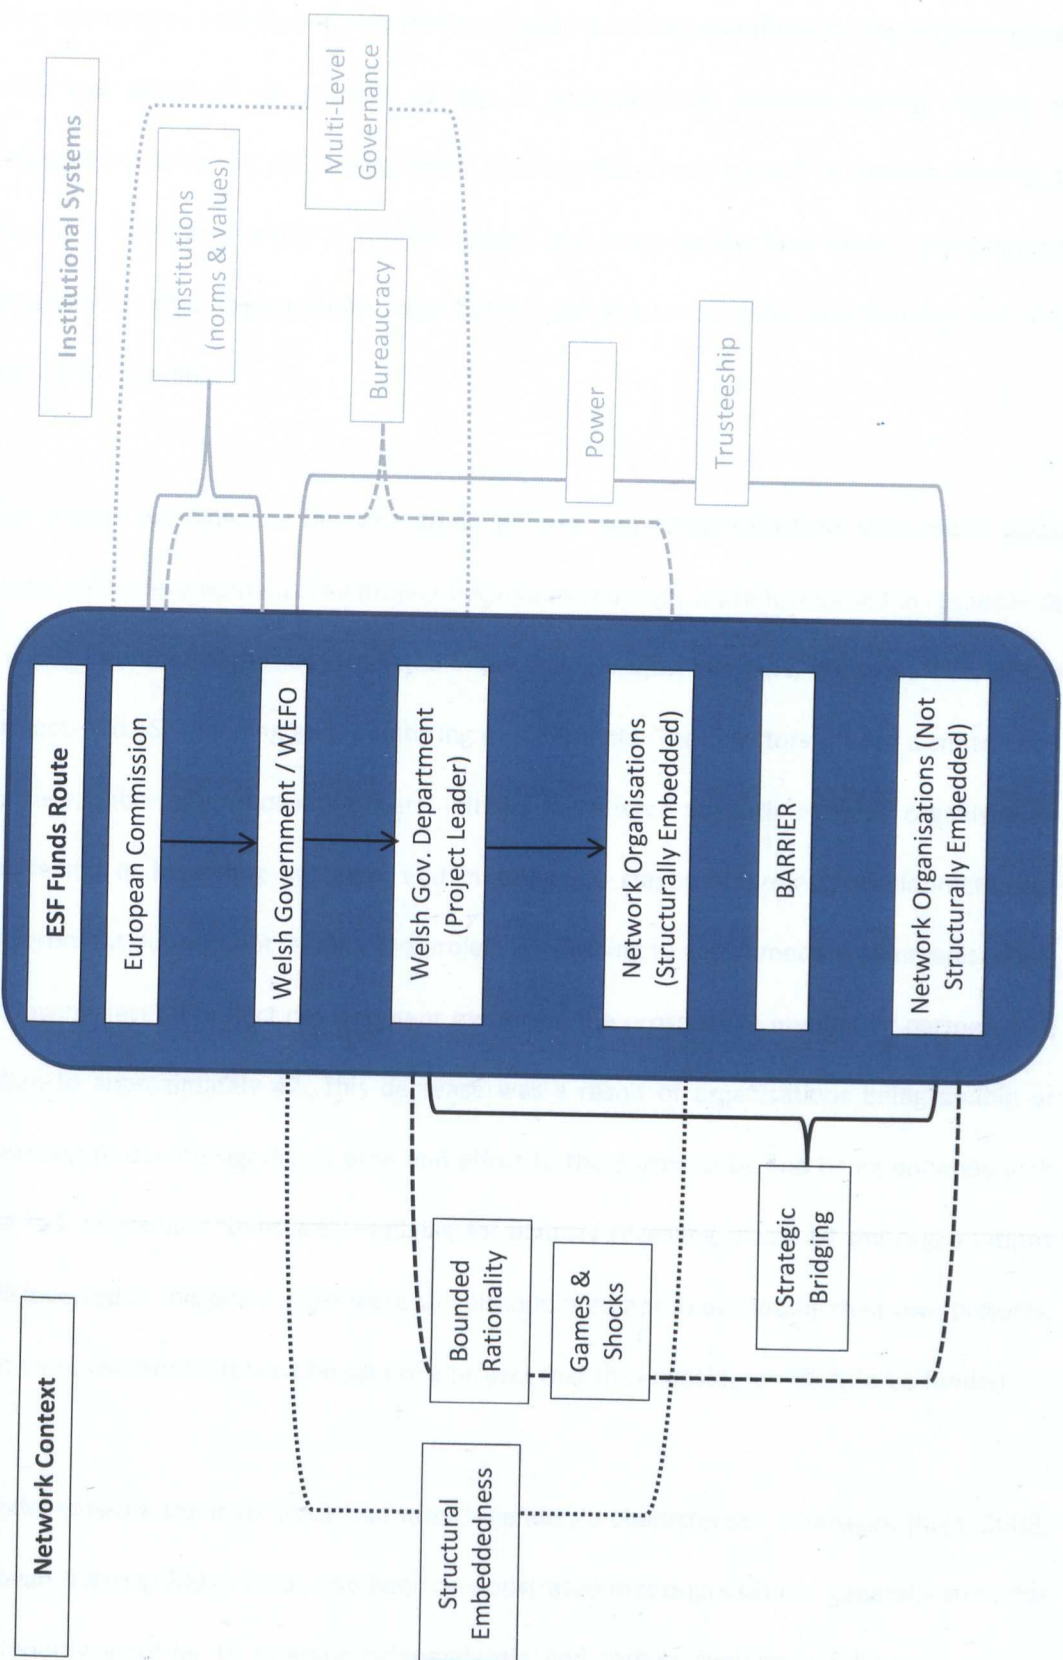 Network Context
ESF Funds Route
Institutional Systems
Structural
Embeddedness
Bounded
Rationality
Games &
Shocks
Strategic
Bridging
European Commission
Welsh Government / WEFO
Welsh Gov. Department
(Project Leader)
Network Organisations
(Structurally Embedded)
BARRIER
Network Organisations (Not
Structurally Embedded)
Institutions
(norms & values)
Multi-Level
Governance
Bureaucracy
Power
Trusteeship